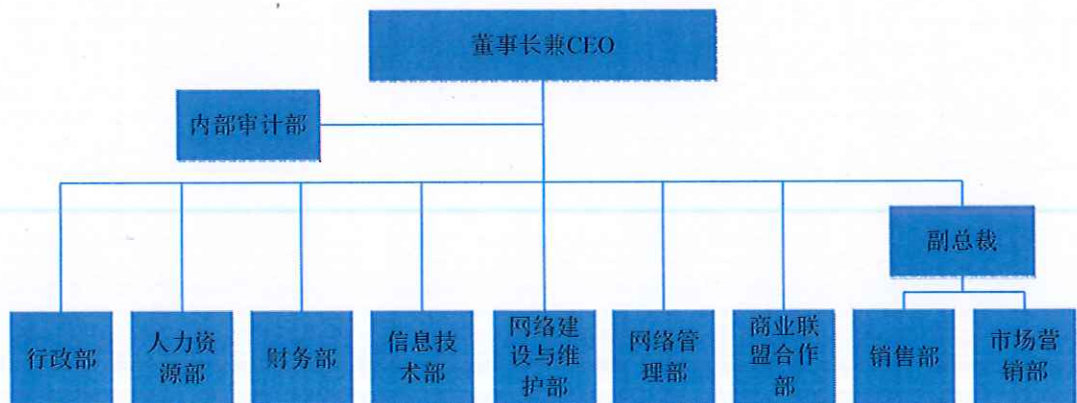 董事长兼CEO
内部审计部
副总裁
行政部
人力资
源部
财务部
信息技
术部
网络建
设与维
护部
网络管
理部
商业联
盟合作
部
销售部
市场营
销部